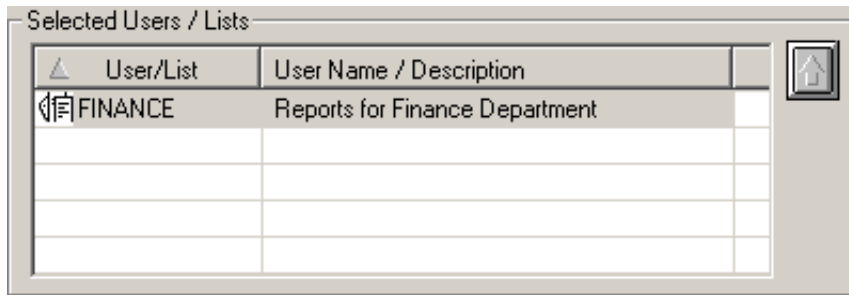 Selected Users / Lists
User/List User Name / Description
FINANCE Reports for Finance Department